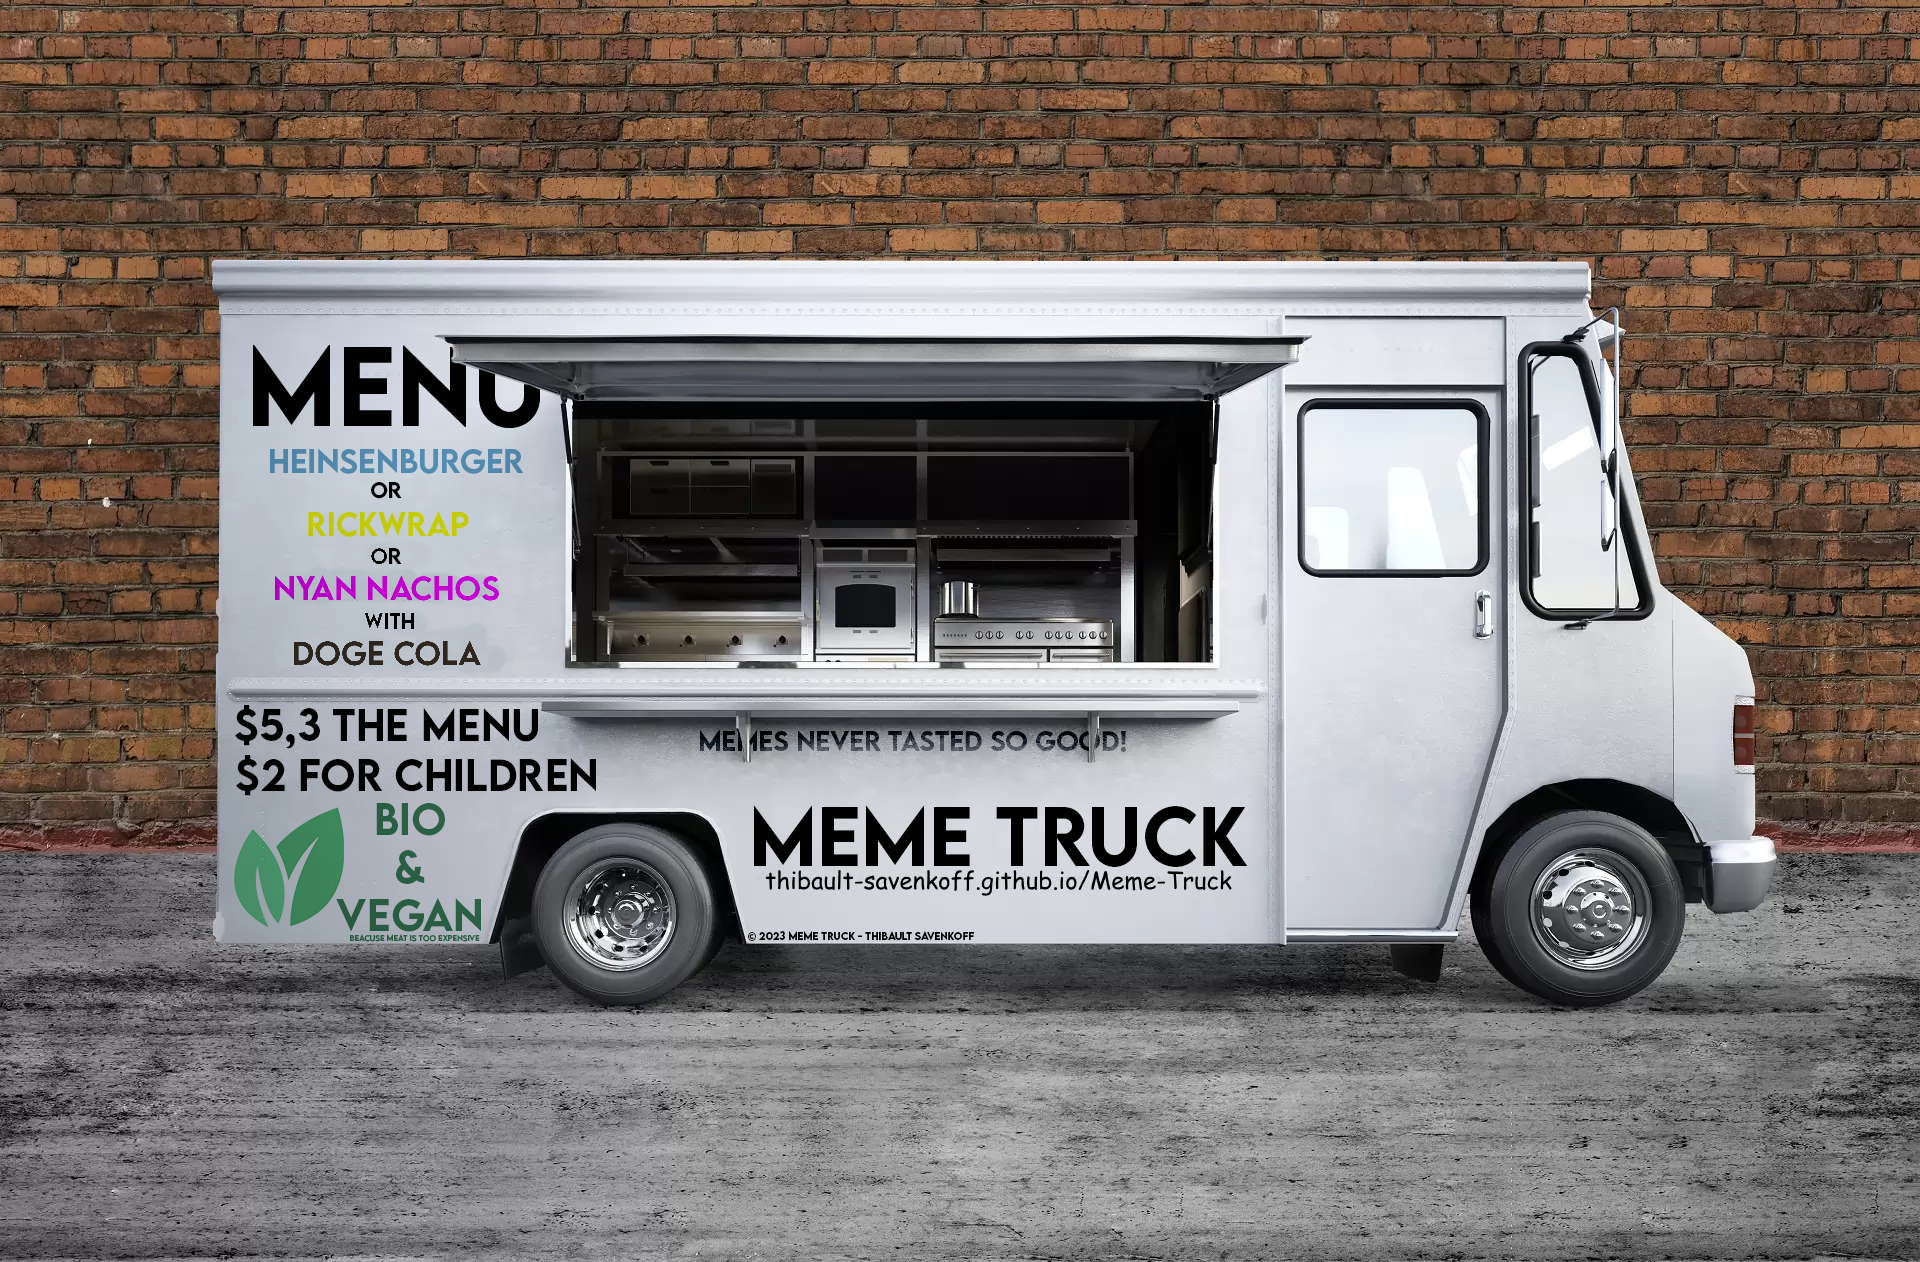 MENU
HEINSENBURGER
OR
RICKWRAP
OR
NYAN NACHOS
WITH
DOGE COLA
$5,3 THE MENU
$2 FOR CHILDREN
BIO
&
VEGAN
BEACUSE MEAT IS TOO EXPENSIVE
MEMES NEVER TASTED SO GOOD!
MEME TRUCK
thibault-savenkoff.github.io/Meme-Truck
© 2023 MEME TRUCK - THIBAULT SAVENKOFF